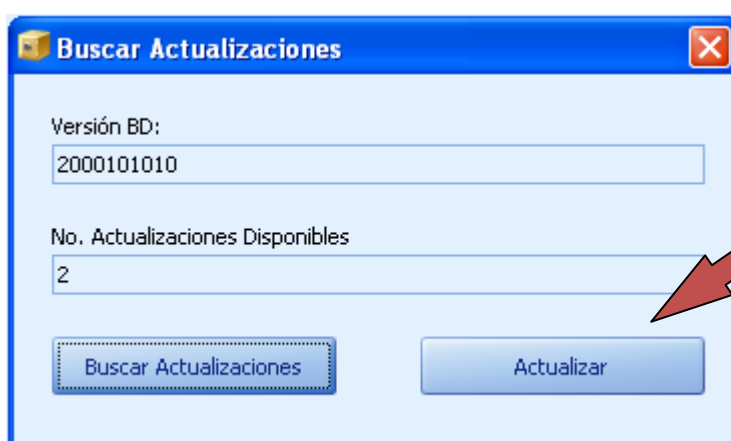 Buscar Actualizaciones
Versión BD:
2000101010
No. Actualizaciones Disponibles
2
Buscar Actualizaciones
Actualizar